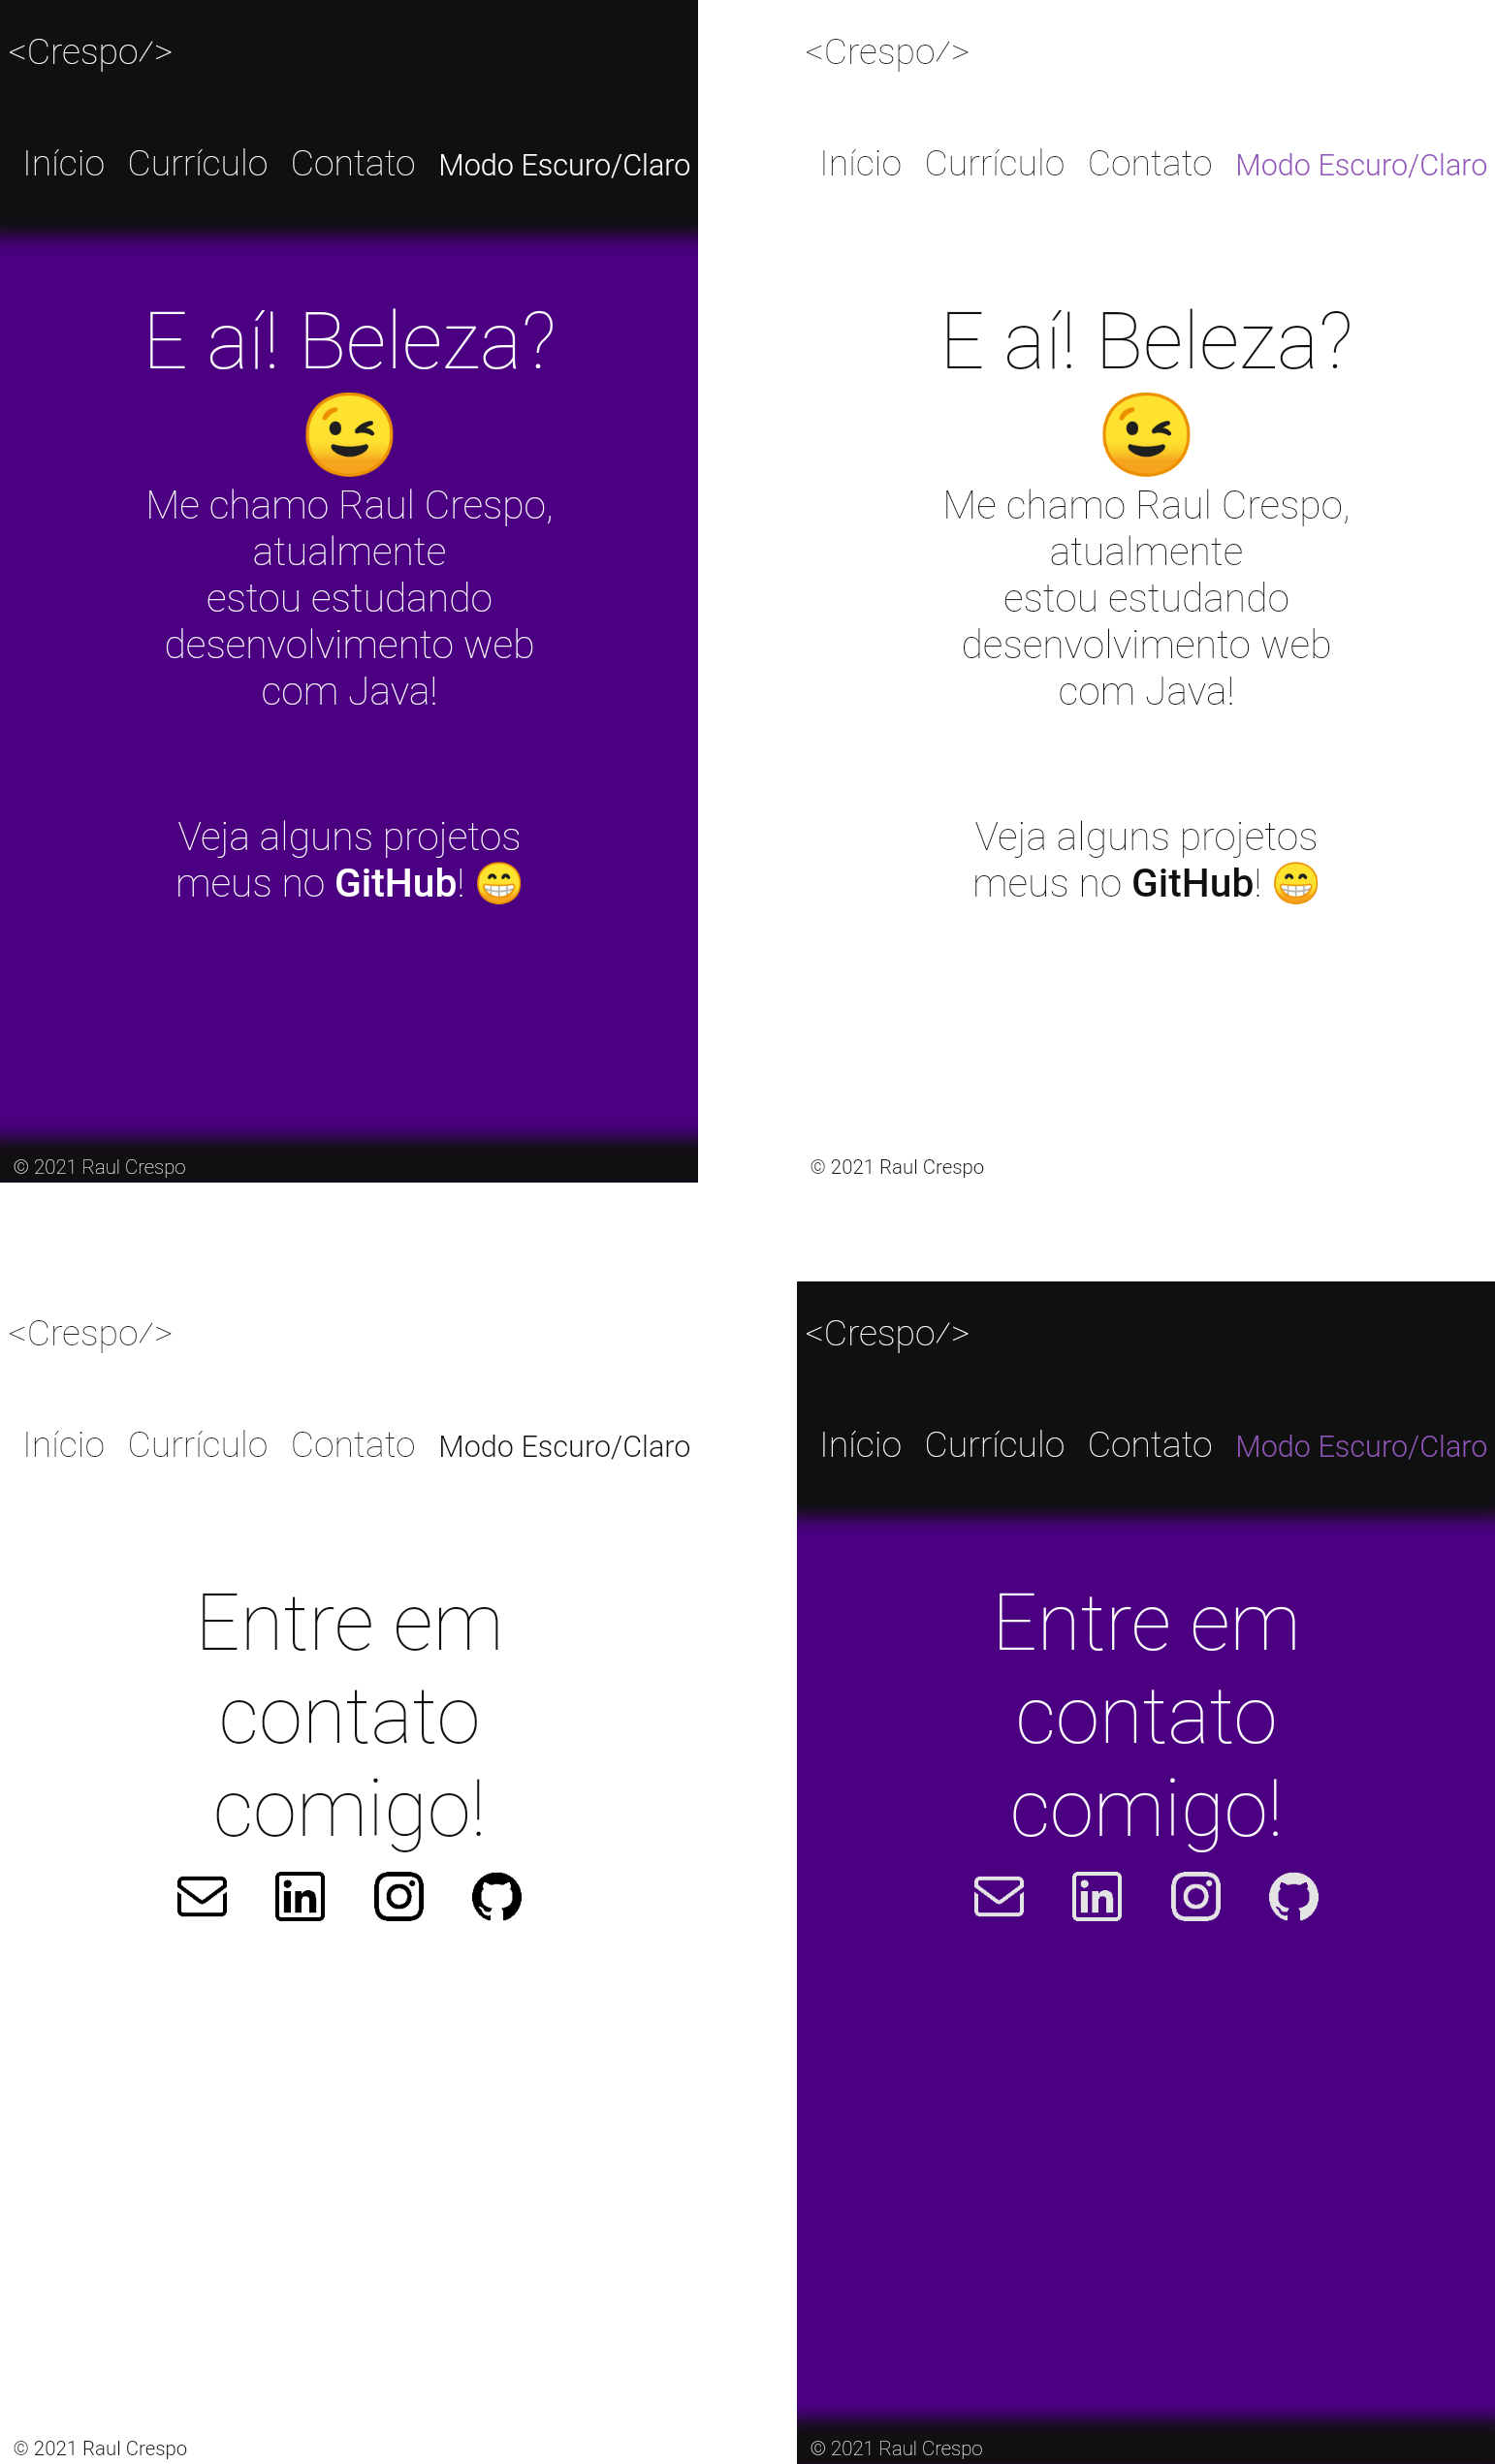 <Crespo/>
Início Currículo Contato Modo Escuro/Claro
E aí! Beleza?
😉
Me chamo Raul Crespo,
atualmente
estou estudando
desenvolvimento web
com Java!
Veja alguns projetos
meus no GitHub! 😁
© 2021 Raul Crespo
<Crespo/>
Início Currículo Contato Modo Escuro/Claro
E aí! Beleza?
😉
Me chamo Raul Crespo,
atualmente
estou estudando
desenvolvimento web
com Java!
Veja alguns projetos
meus no GitHub! 😁
© 2021 Raul Crespo
<Crespo/>
Início Currículo Contato Modo Escuro/Claro
Entre em
contato
comigo!
© 2021 Raul Crespo
<Crespo/>
Início Currículo Contato Modo Escuro/Claro
Entre em
contato
comigo!
© 2021 Raul Crespo